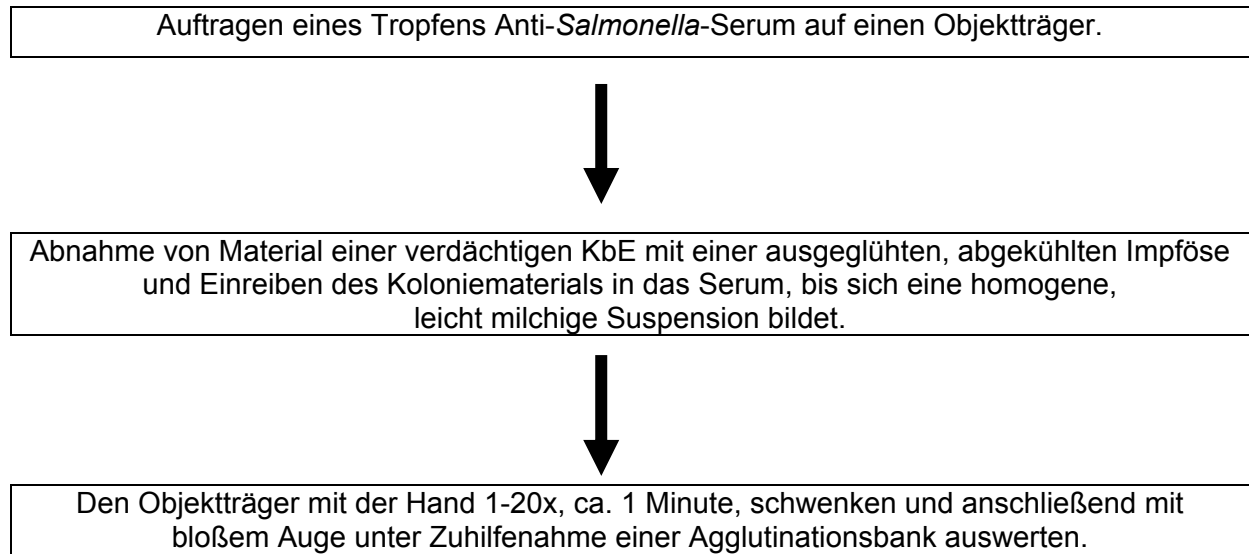 Auftragen eines Tropfens Anti-Salmonella-Serum auf einen Objektträger.
Abnahme von Material einer verdächtigen KbE mit einer ausgeglühten, abgekühlten Impföse
und Einreiben des Koloniematerials in das Serum, bis sich eine homogene,
leicht milchige Suspension bildet.
Den Objektträger mit der Hand 1-20x, ca. 1 Minute, schwenken und anschließend mit
bloßem Auge unter Zuhilfenahme einer Agglutinationsbank auswerten.